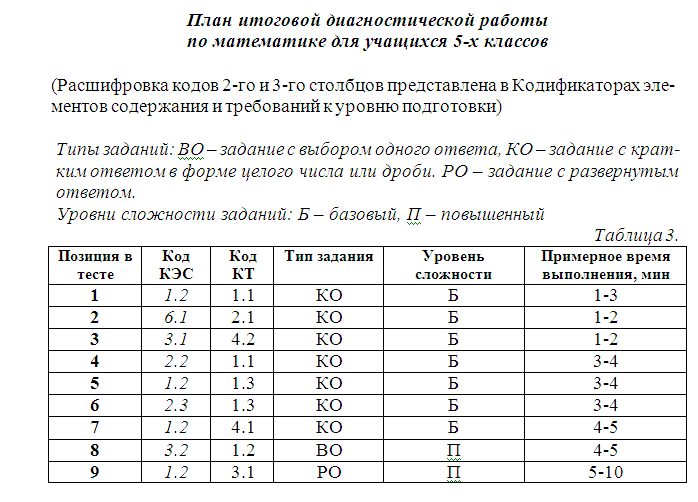 План итоговой диагностической работы
по математике для учащихся 5-х классов
(Расшифровка кодов 2-го и 3-го столбцов представлена в Кодификаторах эле-
ментов содержания и требований к уровню подготовки)
Типы заданий: ВО – задание с выбором одного ответа, КО – задание с крат-
ким ответом в форме целого числа или дроби. РО – задание с развернутым
ответом.
Уровни сложности заданий: Б – базовый, П – повышенный
Таблица 3.
Позиция в тесте Код КЭС Код КТ Тип задания Уровень сложности Примерное время выполнения, мин
1 1.2 1.1 КО Б 1-3
2 6.1 2.1 КО Б 1-2
3 3.1 4.2 КО Б 1-2
4 2.2 1.1 КО Б 3-4
5 1.2 1.3 КО Б 3-4
6 2.3 1.3 КО Б 3-4
7 1.2 4.1 КО Б 4-5
8 3.2 1.2 ВО П 4-5
9 1.2 3.1 РО П 5-10